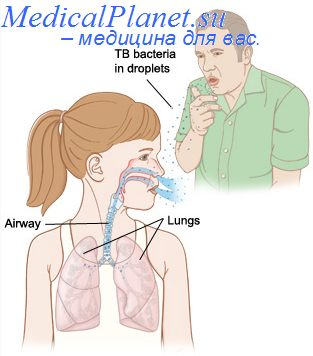 MedicalPlanet.su
– медицина для вас.
TB bacteria
in droplets
Airway
Lungs